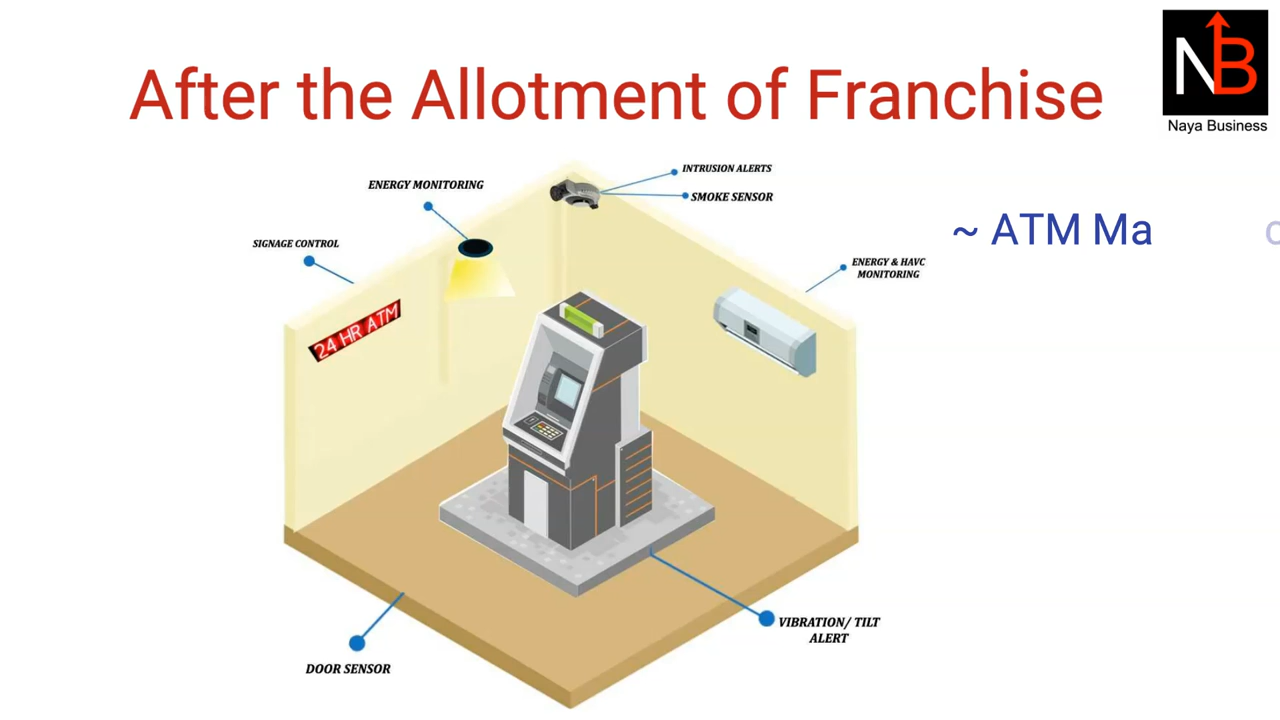 After the Allotment of Franchise
NB
Naya Business
INTRUSION ALERTS
ENERGY MONITORING
SMOKE SENSOR
~ ATM Ma
SIGNAGE CONTROL
ENERGY & HAVC
MONITORING
24 HR ATM
VIBRATION/ TILT
ALERT
DOOR SENSOR